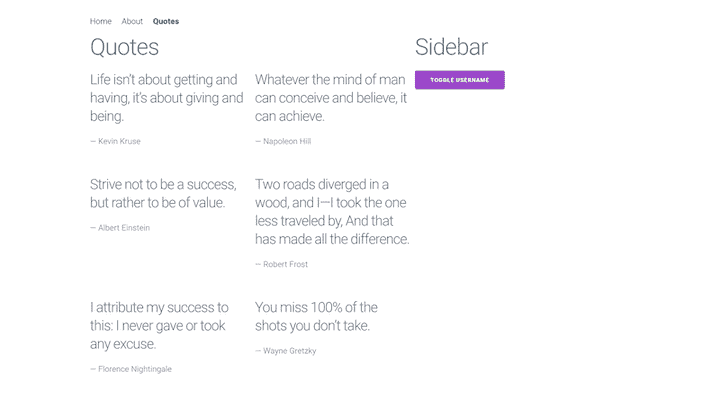 Home About Quotes
Quotes
Life isn’t about getting and
having, it’s about giving and
being.
— Kevin Kruse
Whatever the mind of man
can conceive and believe, it
can achieve.
— Napoleon Hill
Strive not to be a success,
but rather to be of value.
— Albert Einstein
Two roads diverged in a
wood, and I—I took the one
less traveled by, And that
has made all the difference.
— Robert Frost
I attribute my success to
this: I never gave or took
any excuse.
— Florence Nightingale
You miss 100% of the
shots you don’t take.
— Wayne Gretzky
Sidebar
TOGGLE USERNAME